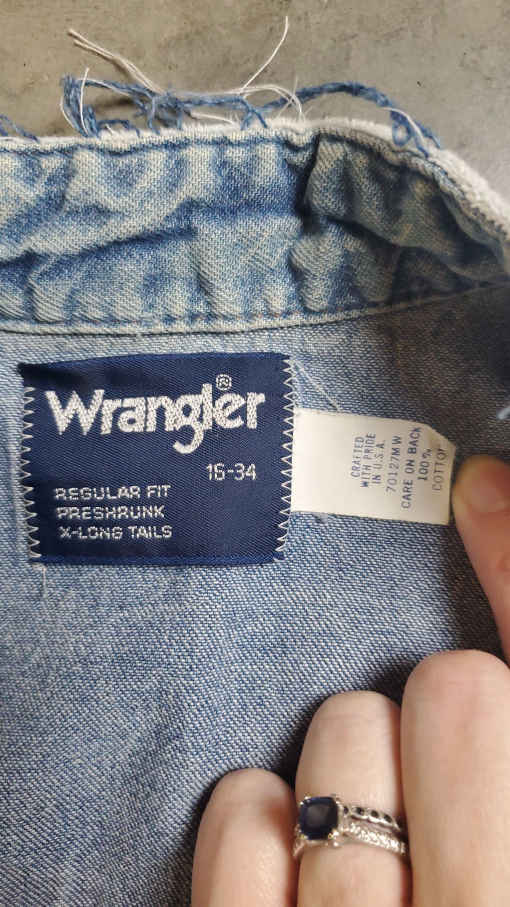 Wrangler®
16-34
REGULAR FIT
PRESHRUNK
X-LONG TAILS
CRAFTED
WITH PRIDE
IN U.S.A.
70127MW
CARE ON BACK
100%
COTTON